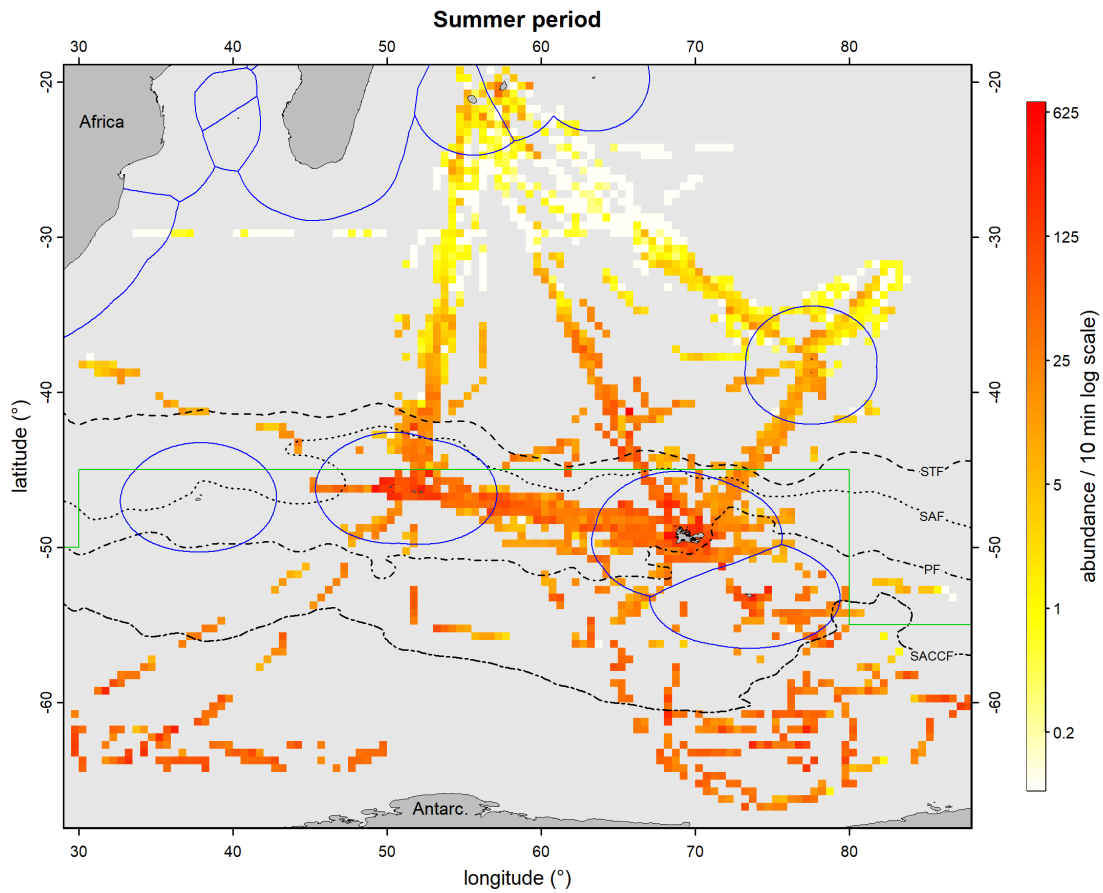 Summer period
30 40 50 60 70 80
-20 -20
Africa
625
-30 -30
125
25
-40 -40
latitude (°)
STF
5
SAF
-50 -50
PF
abundance / 10 min log scale)
1
SACCF
-60 -60
0.2
Antarc.
30 40 50 60 70 80
longitude (°)